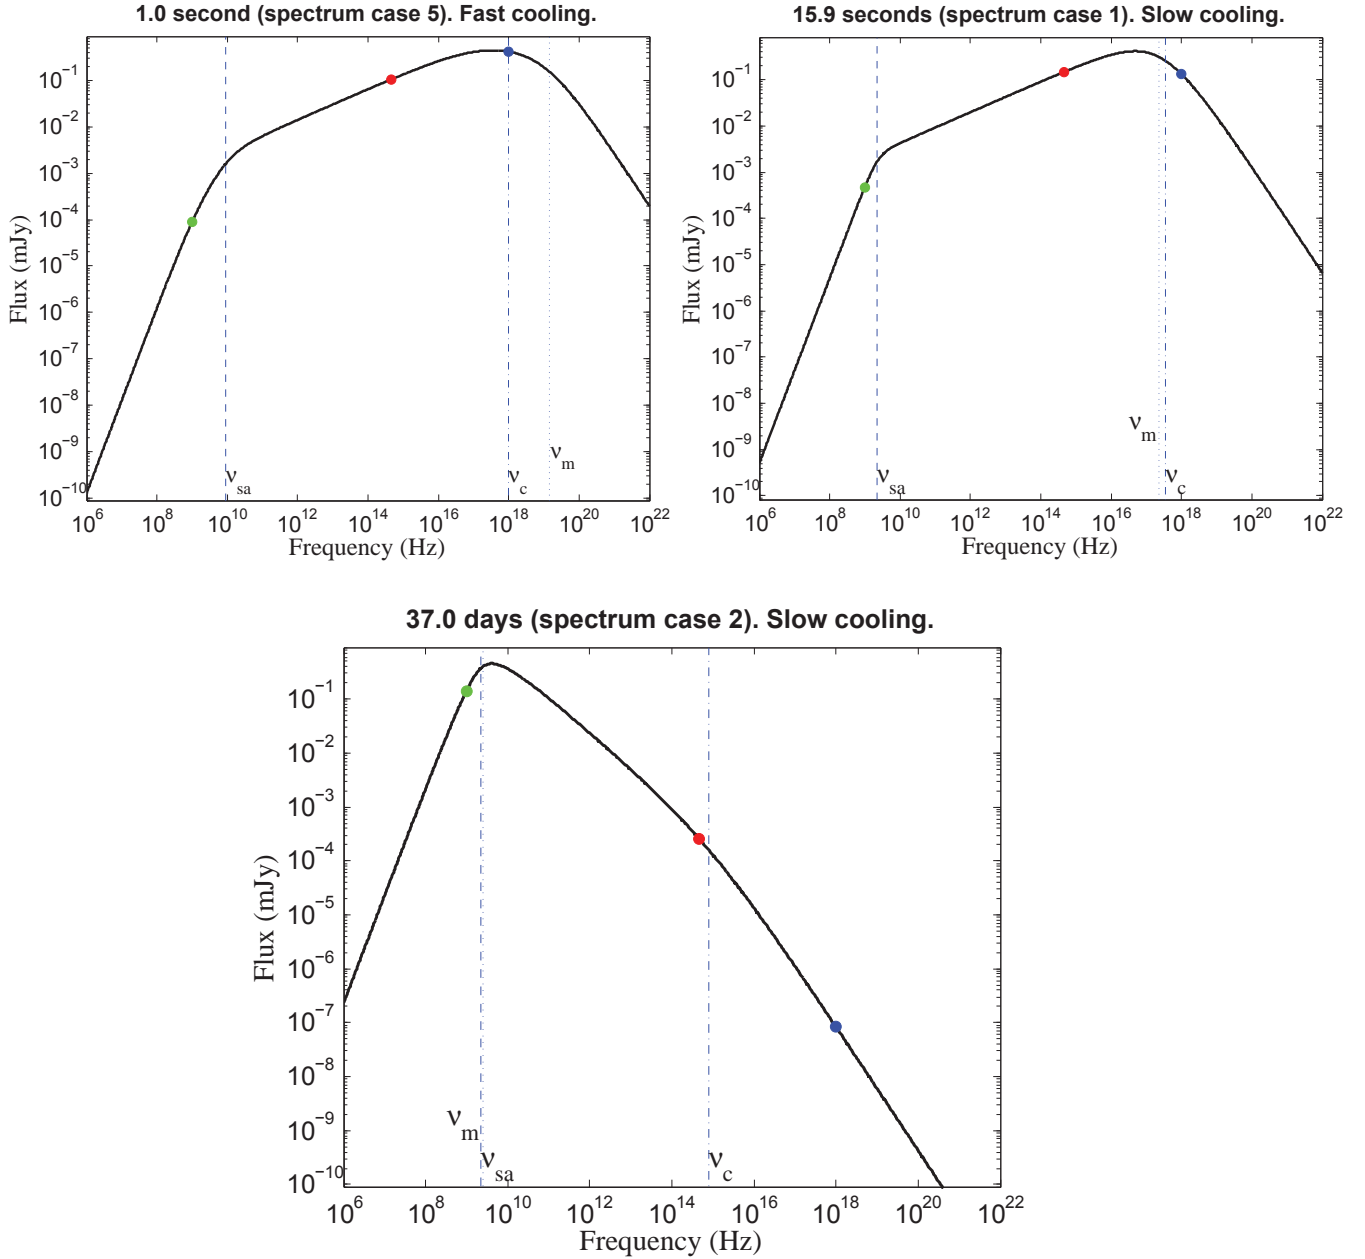 1.0 second (spectrum case 5). Fast cooling.
Flux (mJy)
10^−1
10^−2
10^−3
10^−4
10^−5
10^−6
10^−7
10^−8
10^−9
10^−10
ν_m
ν_sa
ν_c
10^6 10^8 10^10 10^12 10^14 10^16 10^18 10^20 10^22
Frequency (Hz)
15.9 seconds (spectrum case 1). Slow cooling.
Flux (mJy)
10^−1
10^−2
10^−3
10^−4
10^−5
10^−6
10^−7
10^−8
10^−9
10^−10
ν_m
ν_sa
ν_c
10^6 10^8 10^10 10^12 10^14 10^16 10^18 10^20 10^22
Frequency (Hz)
37.0 days (spectrum case 2). Slow cooling.
Flux (mJy)
10^−1
10^−2
10^−3
10^−4
10^−5
10^−6
10^−7
10^−8
10^−9
10^−10
ν_m
ν_sa
ν_c
10^6 10^8 10^10 10^12 10^14 10^16 10^18 10^20 10^22
Frequency (Hz)